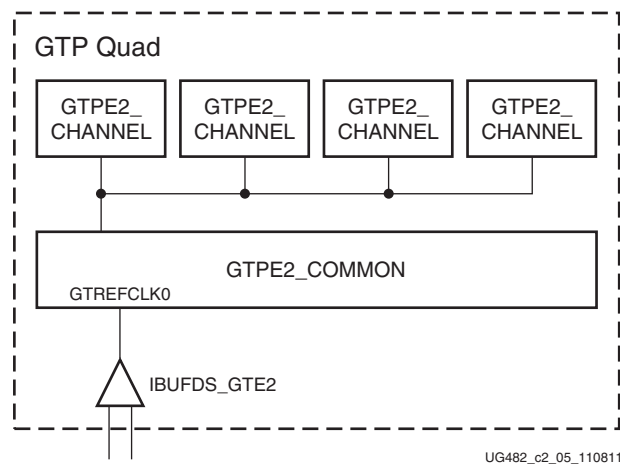 GTP Quad
GTPE2_
CHANNEL
GTPE2_
CHANNEL
GTPE2_
CHANNEL
GTPE2_
CHANNEL
GTPE2_COMMON
GTREFCLK0
IBUFDS_GTE2
UG482_c2_05_110811